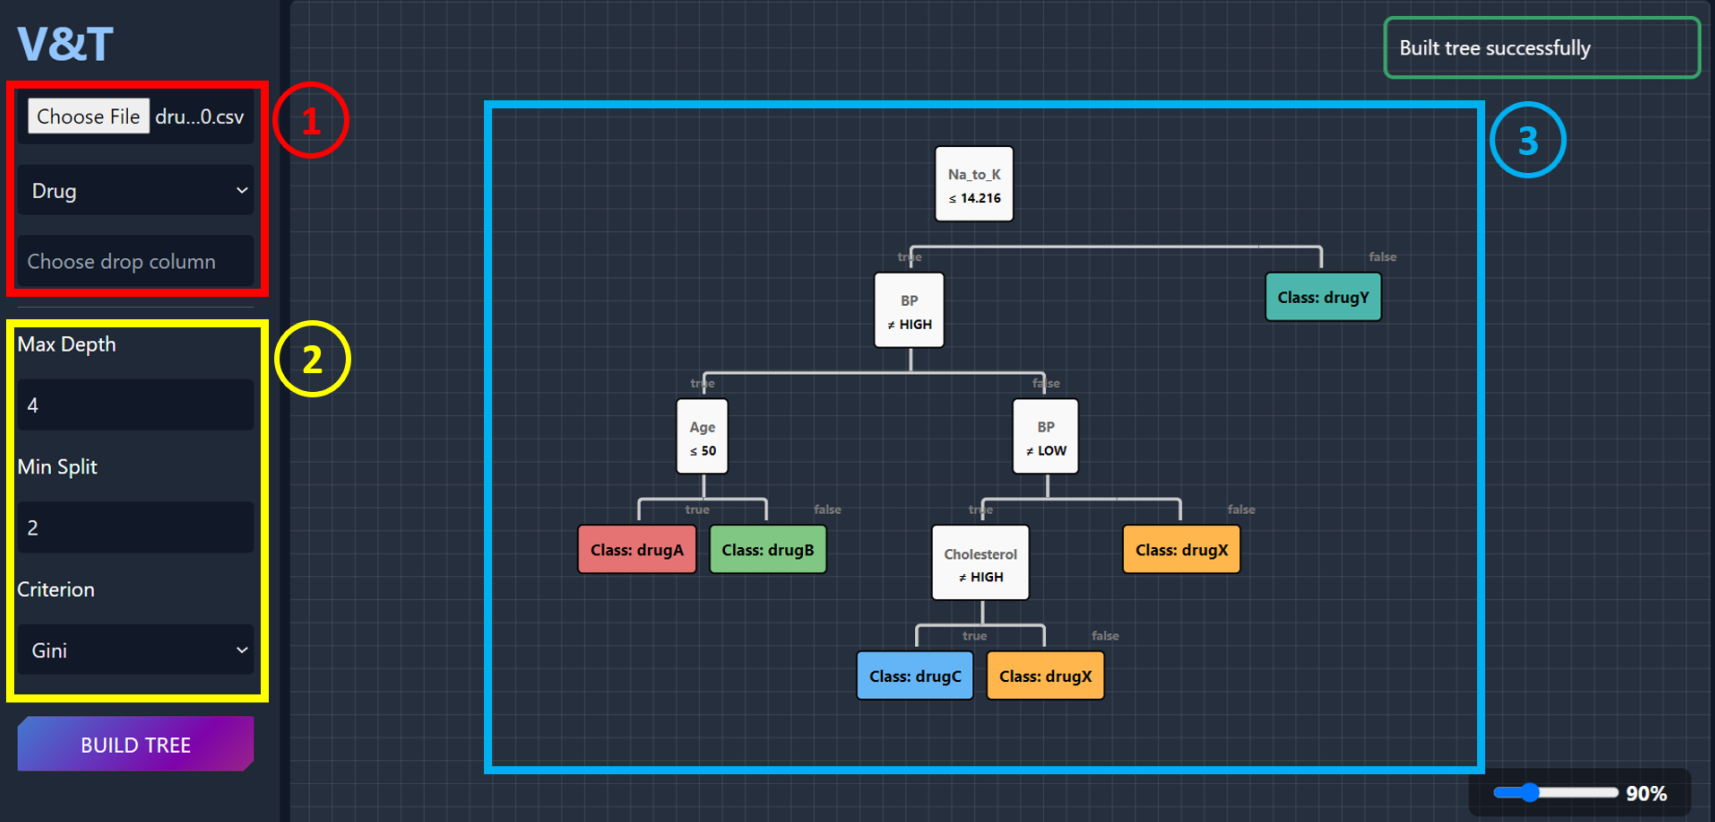 V&T
Built tree successfully
Choose File dru...0.csv
1
Drug
Choose drop column
2
Max Depth
4
Min Split
2
Criterion
Gini
BUILD TREE
3
Na_to_K
≤ 14.216
true
false
BP
≠ HIGH
Class: drugY
true
false
Age
≤ 50
BP
≠ LOW
true
false
true
false
Class: drugA
Class: drugB
Cholesterol
≠ HIGH
Class: drugX
true
false
Class: drugC
Class: drugX
90%